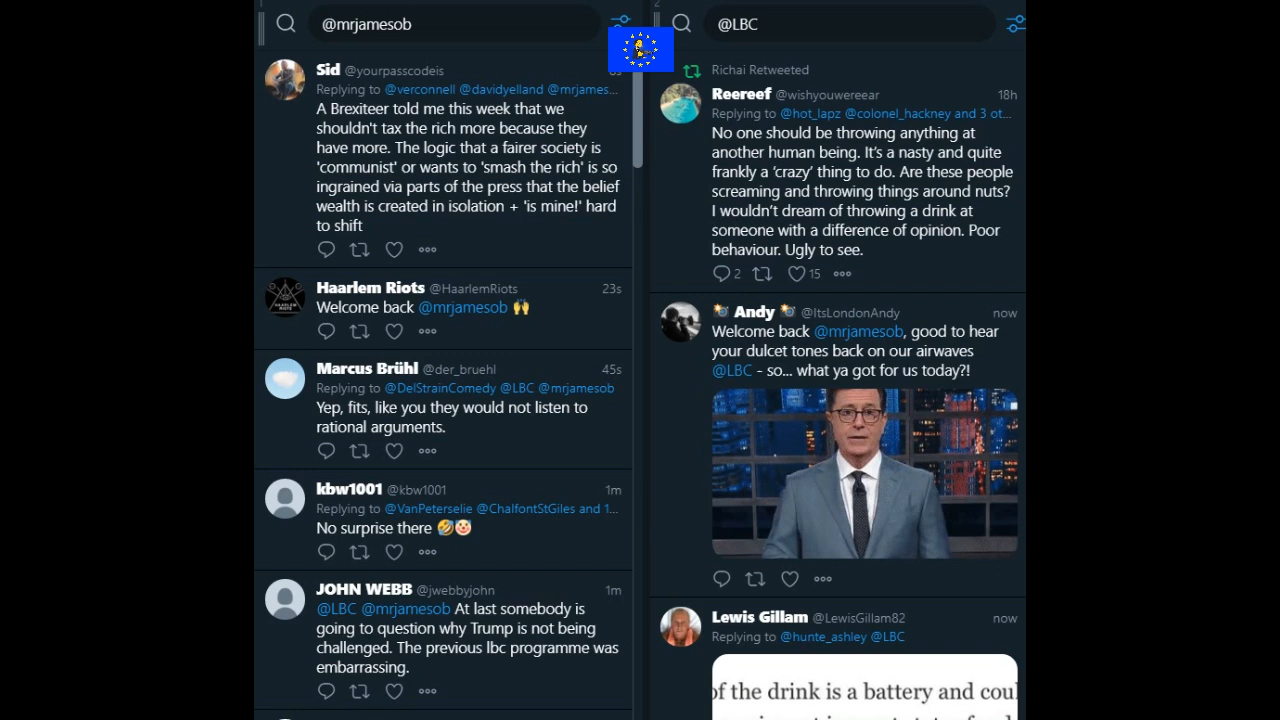 1
@mrjamesob
Sid @yourpasscodeis
Replying to @verconnell @davidyelland @mrjames...
A Brexiteer told me this week that we
shouldn't tax the rich more because they
have more. The logic that a fairer society is
'communist' or wants to 'smash the rich' is so
ingrained via parts of the press that the belief
wealth is created in isolation + 'is mine!' hard
to shift
Haarlem Riots @HaarlemRiots 23s
Welcome back @mrjamesob 🙌
Marcus Brühl @der_bruehl 45s
Replying to @DelStrainComedy @LBC @mrjamesob
Yep, fits, like you they would not listen to
rational arguments.
kbw1001 @kbw1001 1m
Replying to @VanPeterselie @ChalfontStGiles and 1...
No surprise there 🤣🤡
JOHN WEBB @jwebbyjohn 1m
@LBC @mrjamesob At last somebody is
going to question why Trump is not being
challenged. The previous lbc programme was
embarrassing.
2
@LBC
Richai Retweeted
Reereef @wishyouwereear 18h
Replying to @hot_lapz @colonel_hackney and 3 ot...
No one should be throwing anything at
another human being. It's a nasty and quite
frankly a 'crazy' thing to do. Are these people
screaming and throwing things around nuts?
I wouldn't dream of throwing a drink at
someone with a difference of opinion. Poor
behaviour. Ugly to see.
2 15
📸 Andy 📸 @ItsLondonAndy now
Welcome back @mrjamesob, good to hear
your dulcet tones back on our airwaves
@LBC - so... what ya got for us today?!
Lewis Gillam @LewisGillam82 now
Replying to @hunte_ashley @LBC
of the drink is a battery and coul